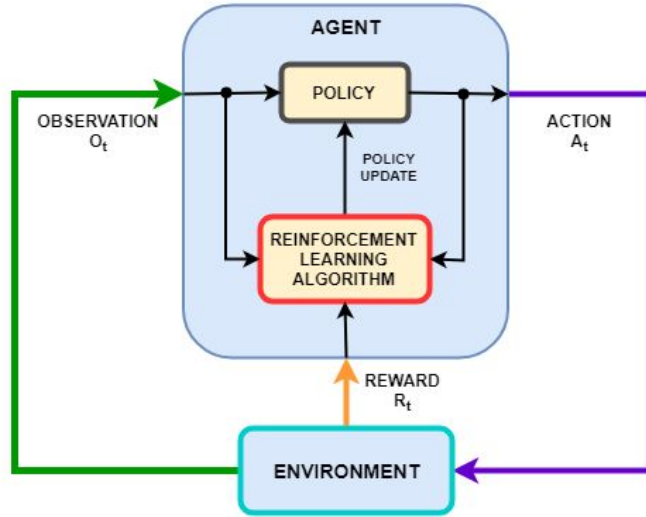 AGENT
POLICY
OBSERVATION
Ot
ACTION
At
POLICY
UPDATE
REINFORCEMENT
LEARNING
ALGORITHM
REWARD
Rt
ENVIRONMENT